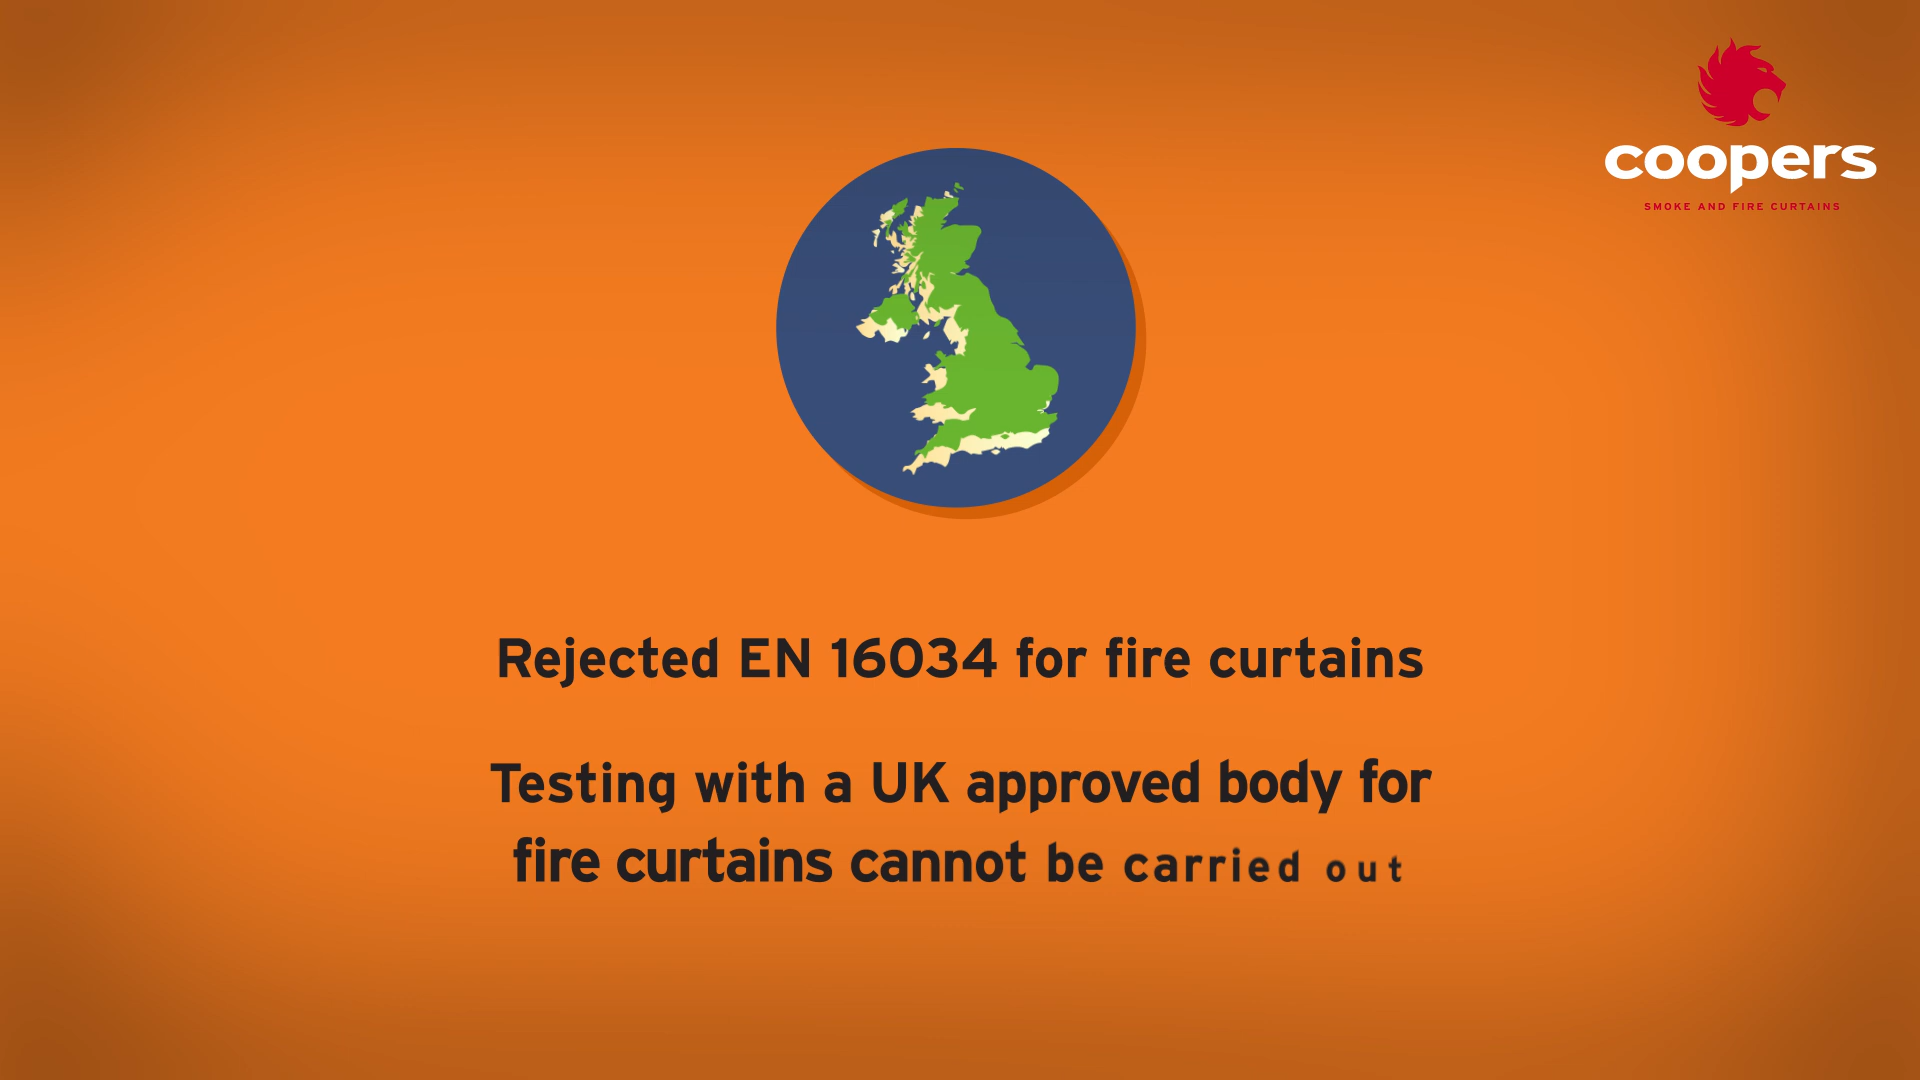 coopers
SMOKE AND FIRE CURTAINS
Rejected EN 16034 for fire curtains
Testing with a UK approved body for
fire curtains cannot be carried out